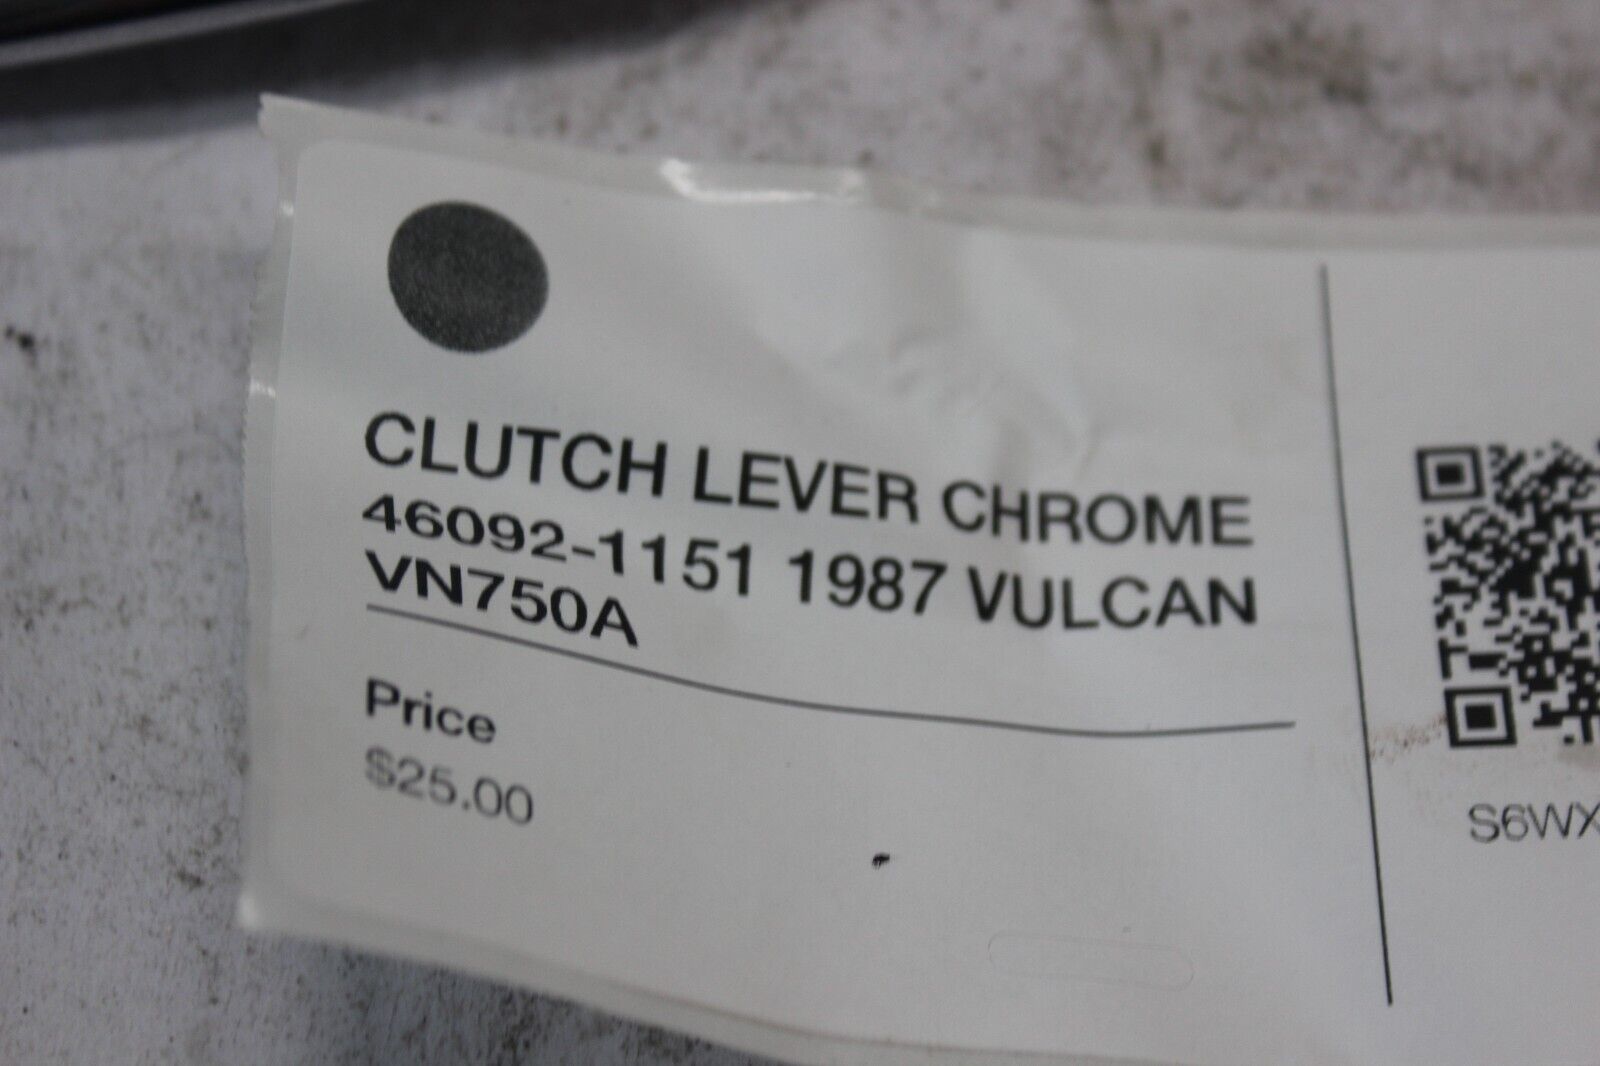 CLUTCH LEVER CHROME
46092-1151 1987 VULCAN
VN750A
Price
$25.00
S6WX